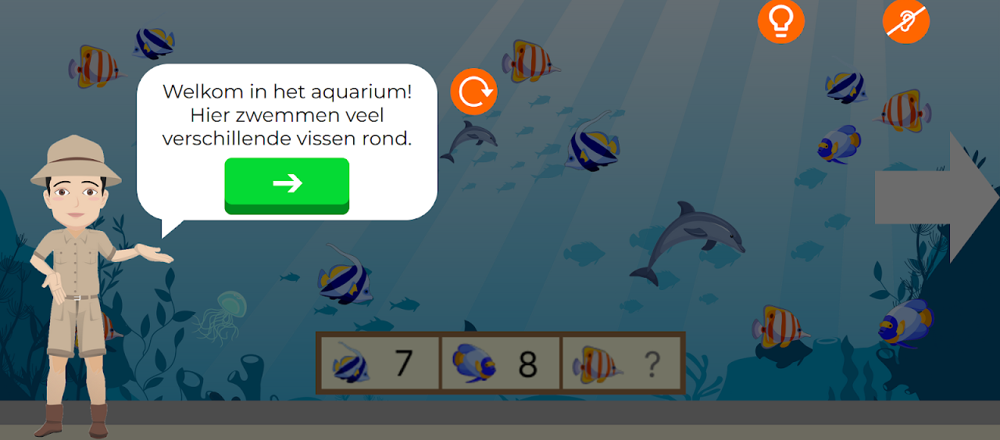 Welkom in het aquarium!
Hier zwemmen veel
verschillende vissen rond.
7 8 ?